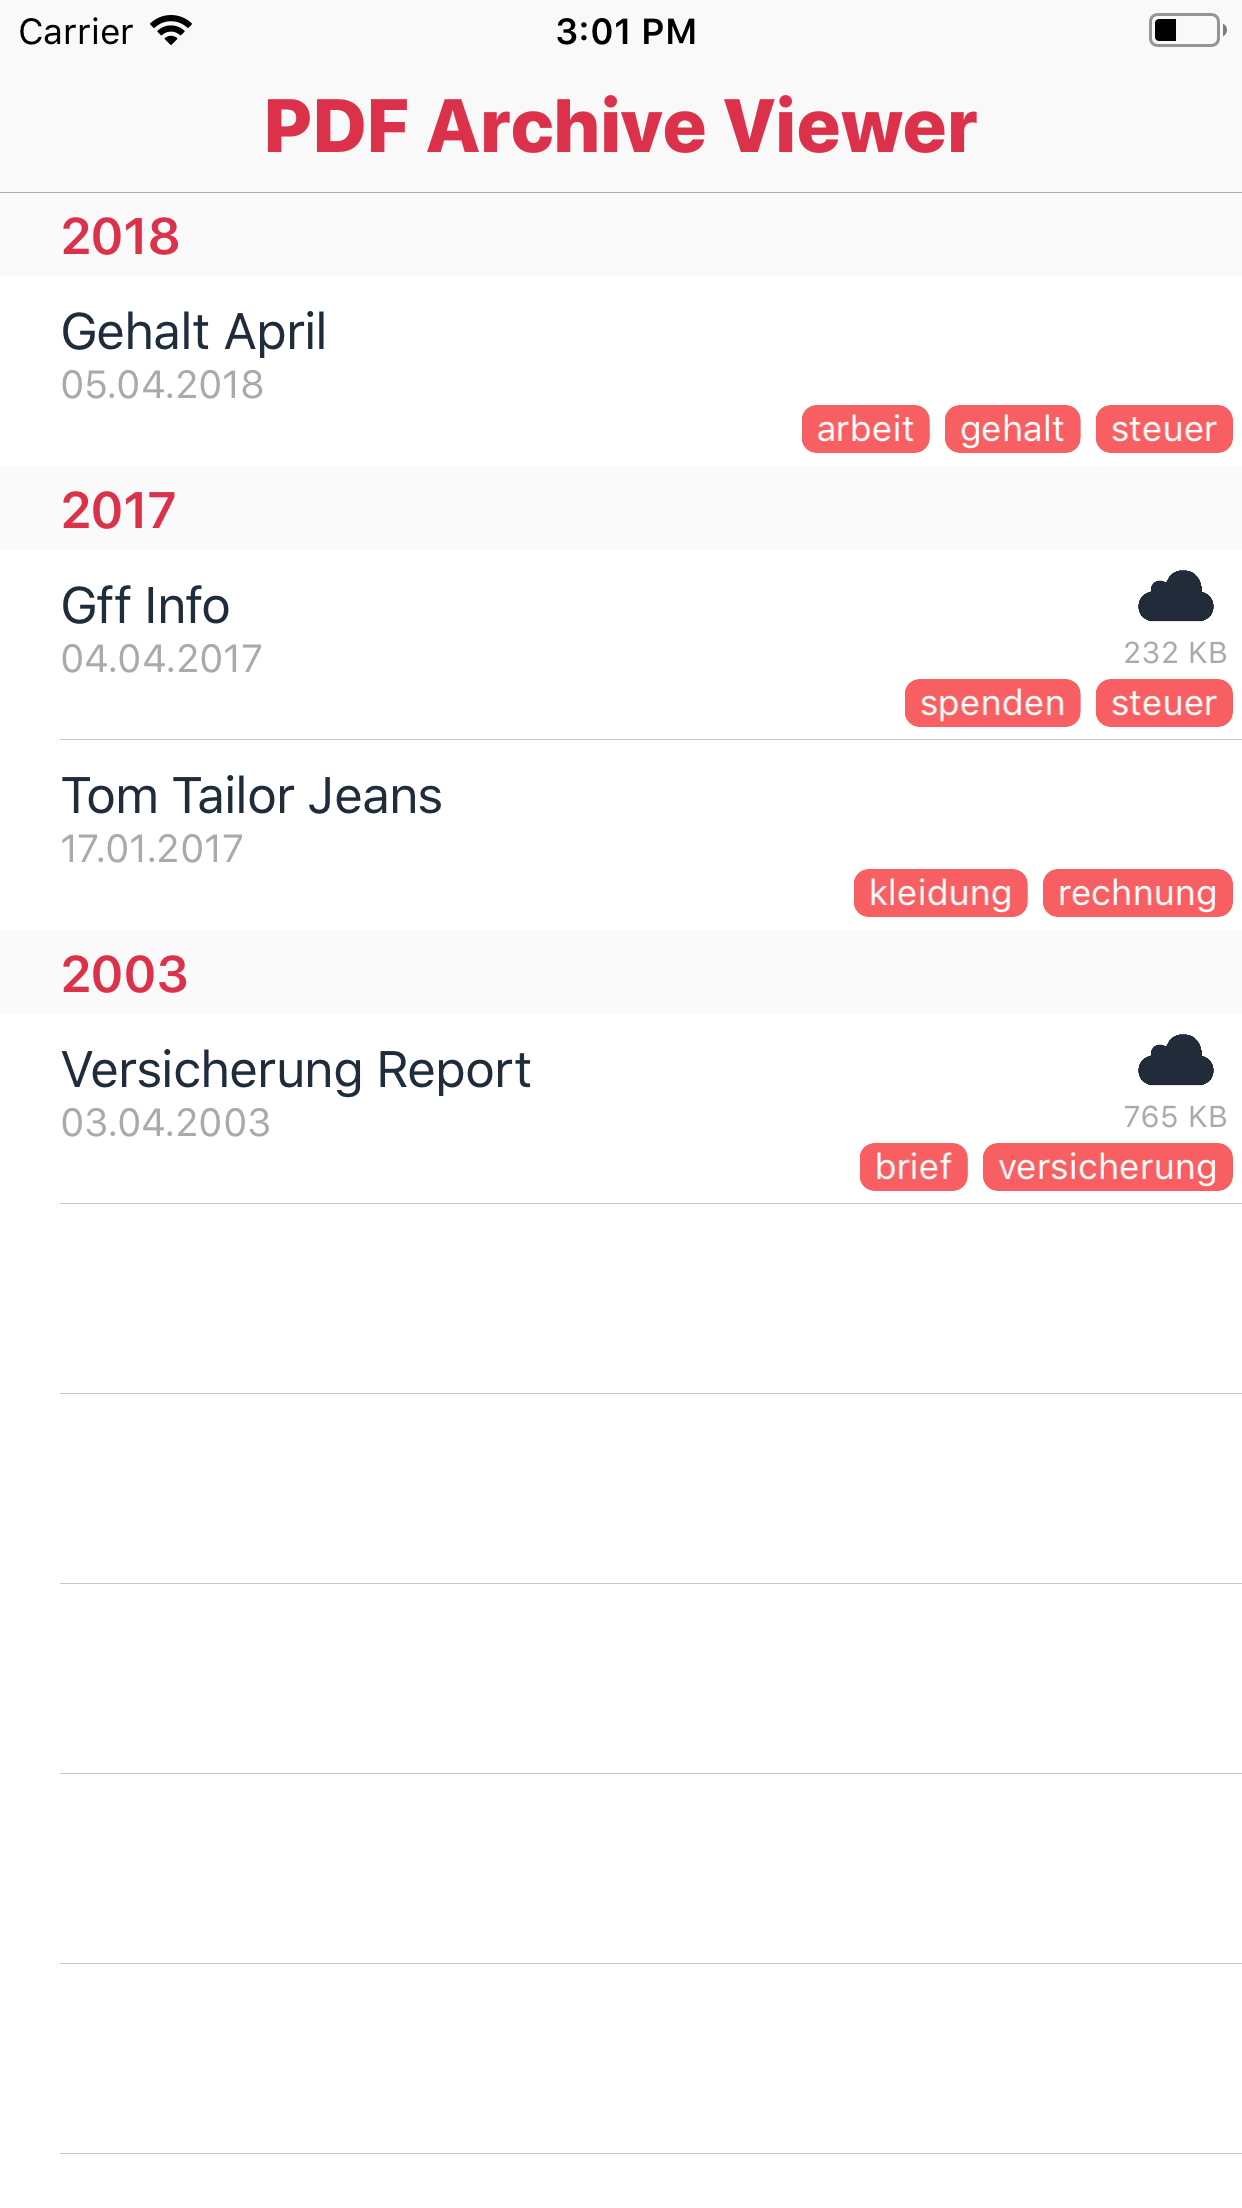 Carrier 3:01 PM
PDF Archive Viewer
2018
Gehalt April
05.04.2018
arbeit gehalt steuer
2017
Gff Info
04.04.2017
232 KB
spenden steuer
Tom Tailor Jeans
17.01.2017
kleidung rechnung
2003
Versicherung Report
03.04.2003
765 KB
brief versicherung